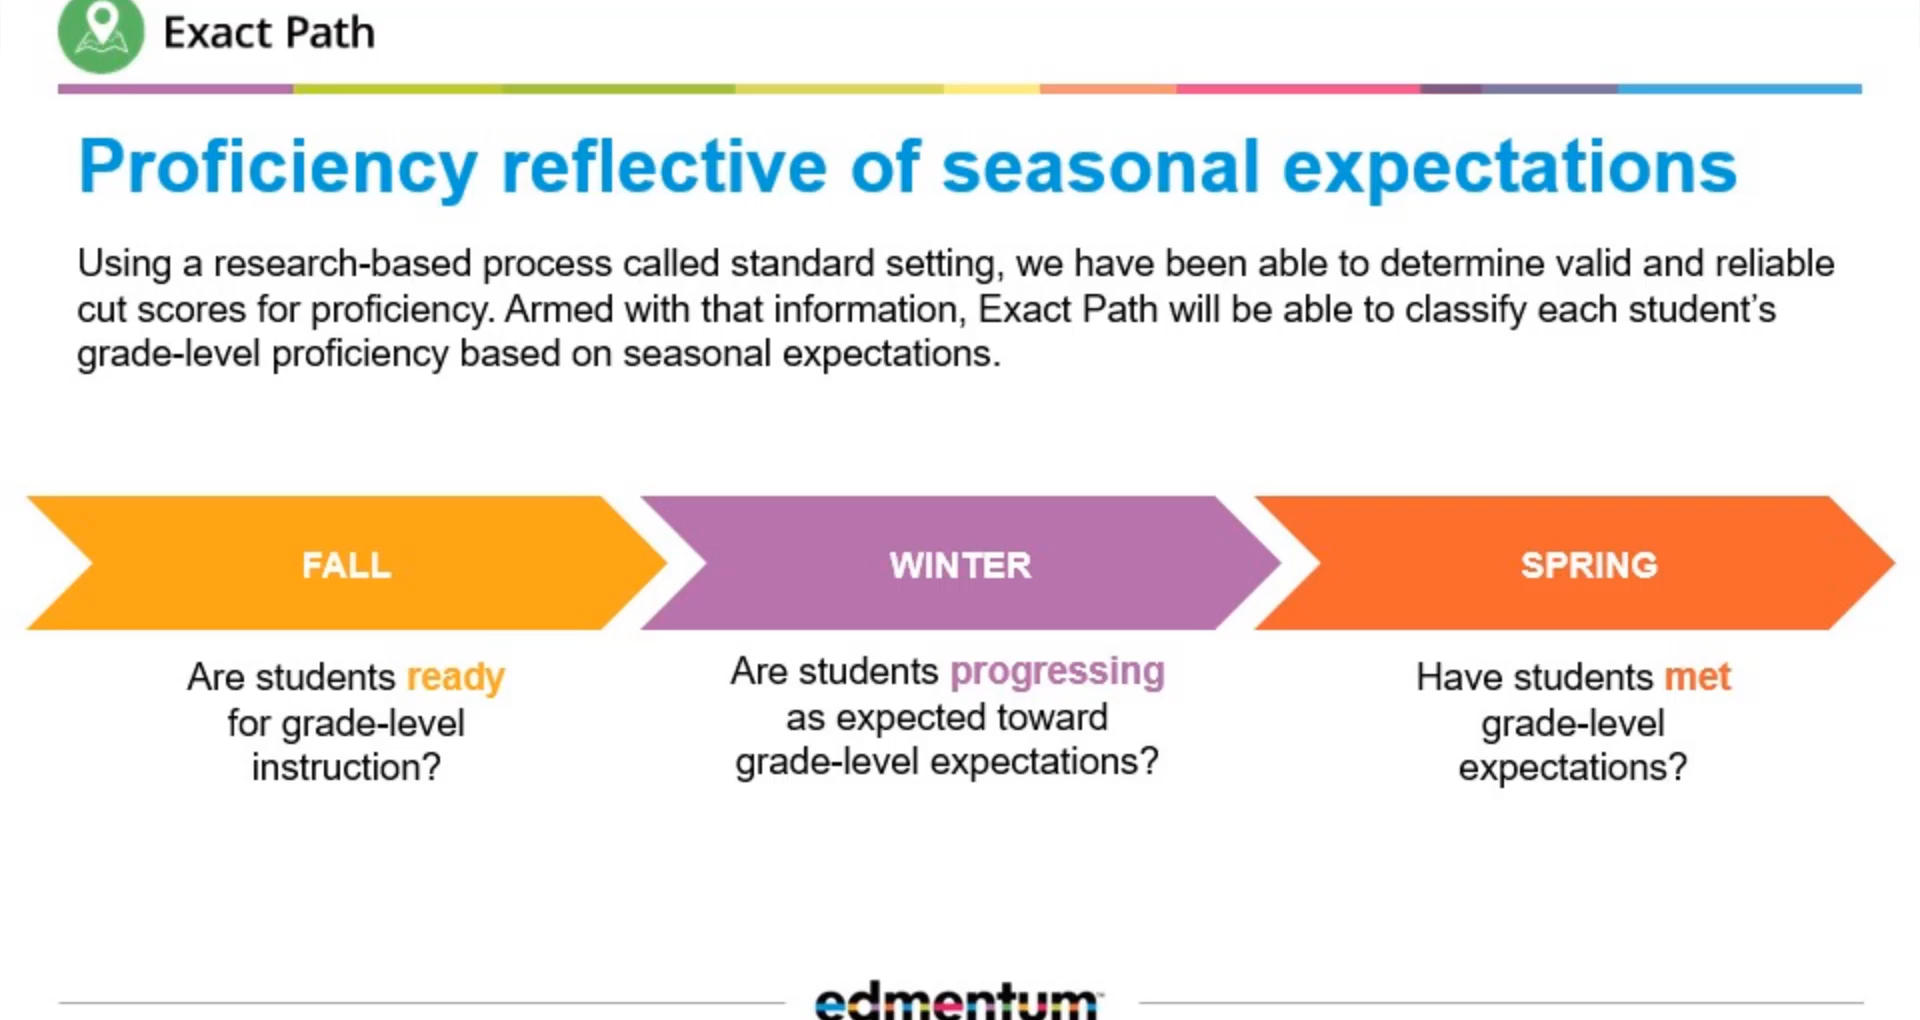 Exact Path
Proficiency reflective of seasonal expectations
Using a research-based process called standard setting, we have been able to determine valid and reliable
cut scores for proficiency. Armed with that information, Exact Path will be able to classify each student’s
grade-level proficiency based on seasonal expectations.
FALL
Are students ready
for grade-level
instruction?
WINTER
Are students progressing
as expected toward
grade-level expectations?
SPRING
Have students met
grade-level
expectations?
edmentum™